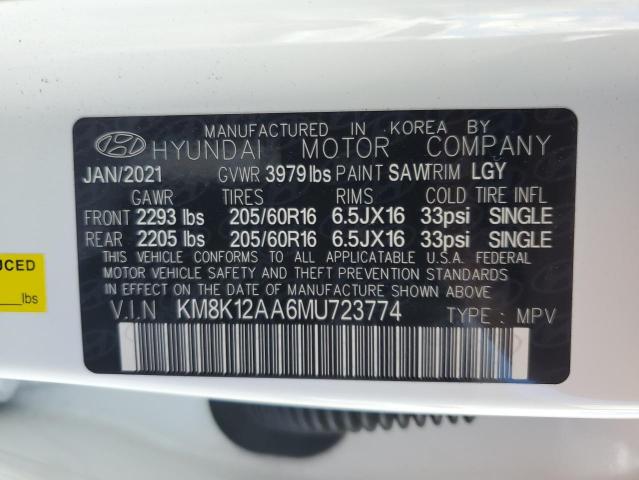 MANUFACTURED IN KOREA BY
HYUNDAI MOTOR COMPANY
JAN/2021 GVWR 3979 lbs PAINT SAW TRIM LGY
GAWR TIRES RIMS COLD TIRE INFL
FRONT 2293 lbs 205/60R16 6.5JX16 33psi SINGLE
REAR 2205 lbs 205/60R16 6.5JX16 33psi SINGLE
THIS VEHICLE CONFORMS TO ALL APPLICABLE U.S.A. FEDERAL
MOTOR VEHICLE SAFETY, BUMPER, AND THEFT PREVENTION
STANDARDS IN EFFECT ON THE DATE OF MANUFACTURE SHOWN ABOVE.
V.I.N KM8K12AA6MU723774 TYPE : MPV
UCED
lbs